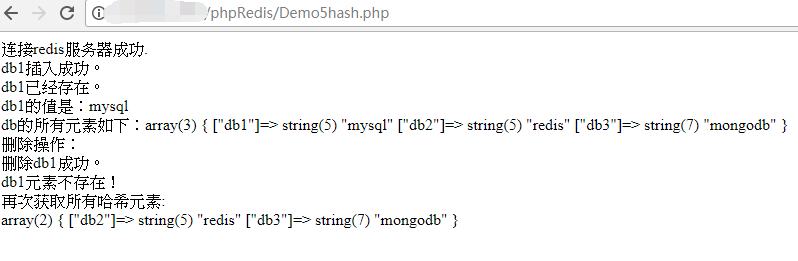 /phpRedis/Demo5hash.php
连接redis服务器成功.
db1插入成功。
db1已经存在。
db1的值是：mysql
db的所有元素如下：array(3) { ["db1"]=> string(5) "mysql" ["db2"]=> string(5) "redis" ["db3"]=> string(7) "mongodb" }
刪除操作：
刪除db1成功。
db1元素不存在！
再次获取所有哈希元素:
array(2) { ["db2"]=> string(5) "redis" ["db3"]=> string(7) "mongodb" }